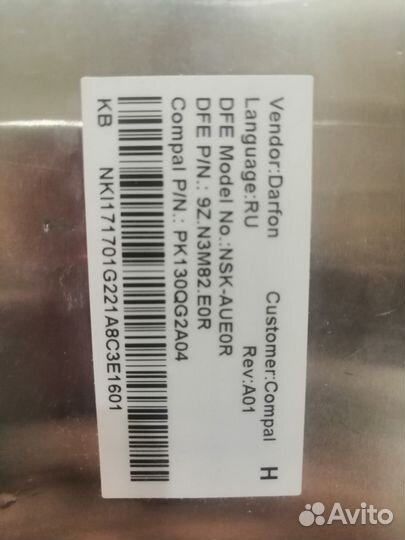 Vendor:Darfon Customer:Compal
Language:RU Rev:A01 H
DFE Model No.:NSK-AUE0R
DFE P/N.: 9Z.N3M82.E0R
Compal P/N.: PK130QG2A04
KB NKI171701G221A8C3E1601
Avito